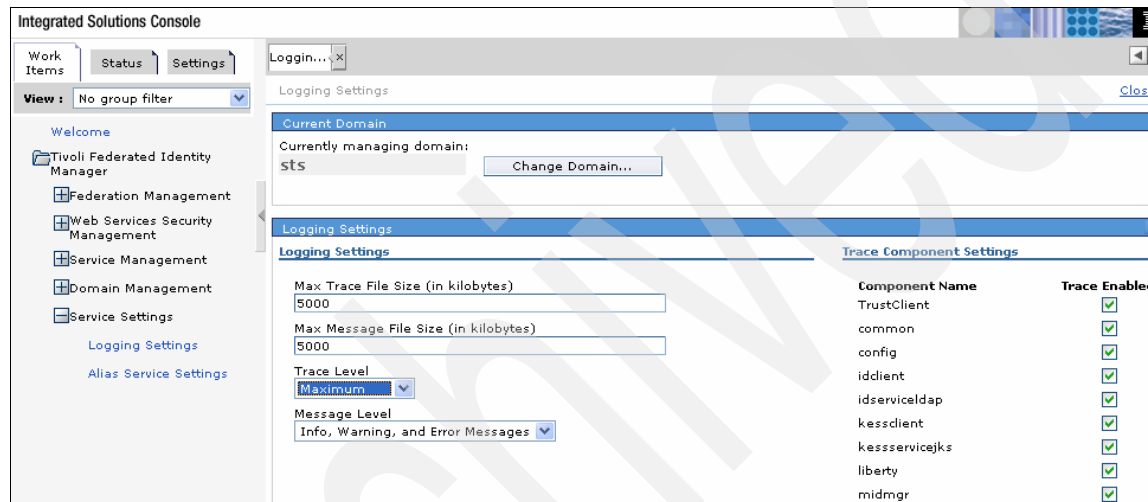 Integrated Solutions Console
Work Items
Status
Settings
View : No group filter
Welcome
Tivoli Federated Identity
Manager
Federation Management
Web Services Security
Management
Service Management
Domain Management
Service Settings
Logging Settings
Alias Service Settings
Loggin...
Logging Settings
Clos
Current Domain
Currently managing domain:
sts
Change Domain...
Logging Settings
Logging Settings
Max Trace File Size (in kilobytes)
5000
Max Message File Size (in kilobytes)
5000
Trace Level
Maximum
Message Level
Info, Warning, and Error Messages
Trace Component Settings
Component Name Trace Enabled
TrustClient
common
config
idclient
idserviceldap
kessclient
kessservicejks
liberty
midmgr